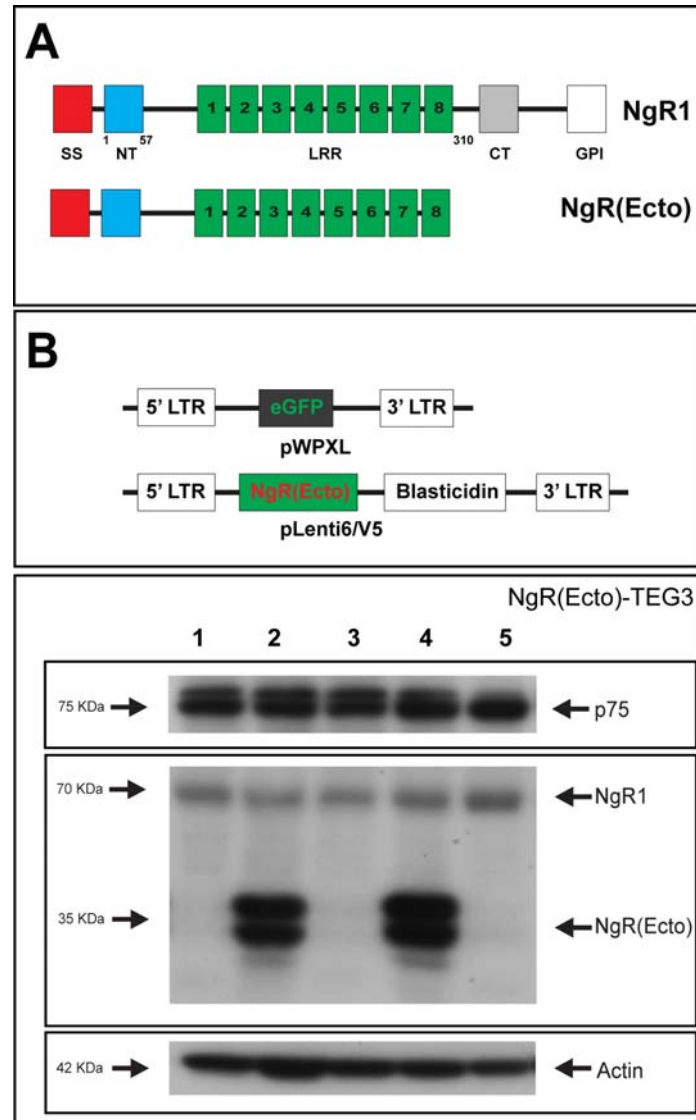 A
1 2 3 4 5 6 7 8 NgR1
1 57 310
SS NT LRR CT GPI
1 2 3 4 5 6 7 8 NgR(Ecto)
B
5' LTR eGFP 3' LTR
pWPXL
5' LTR NgR(Ecto) Blasticidin 3' LTR
pLenti6/V5
NgR(Ecto)-TEG3
1 2 3 4 5
75 KDa p75
70 KDa NgR1
35 KDa NgR(Ecto)
42 KDa Actin